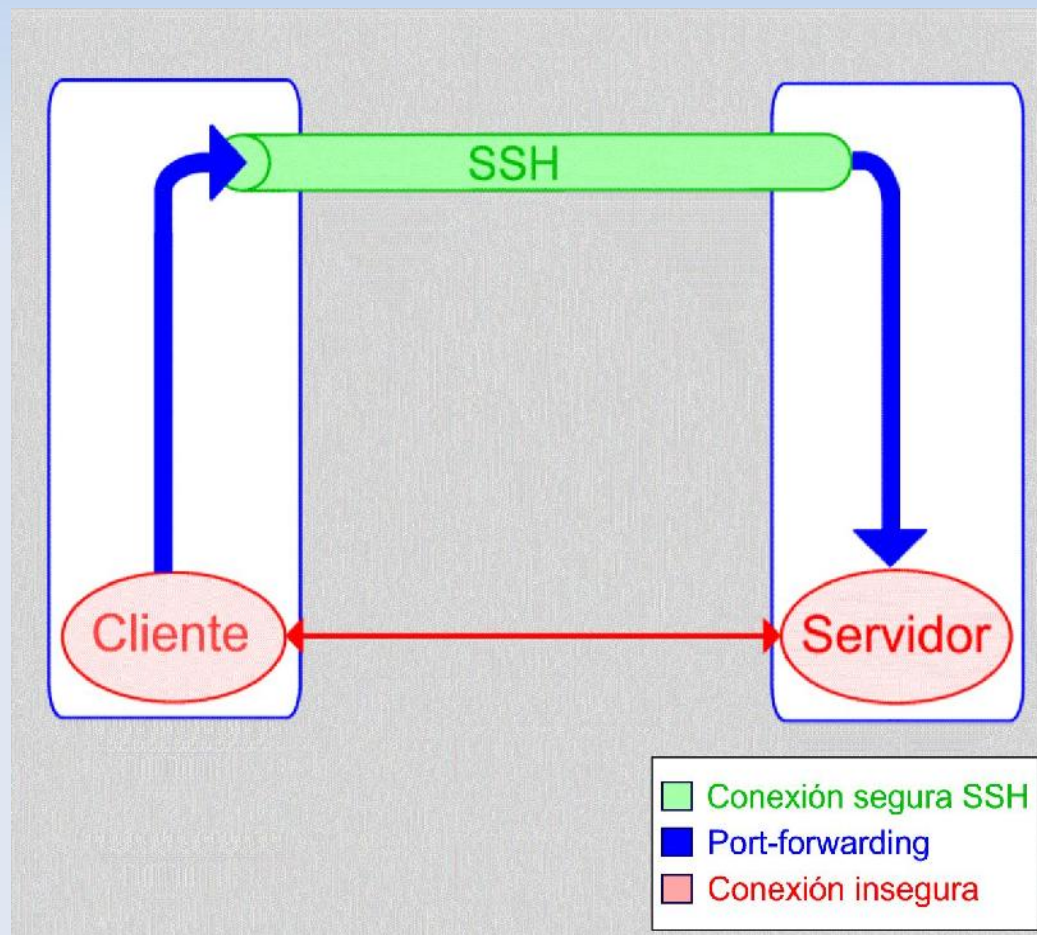 SSH
Cliente
Servidor
Conexión segura SSH
Port-forwarding
Conexión insegura